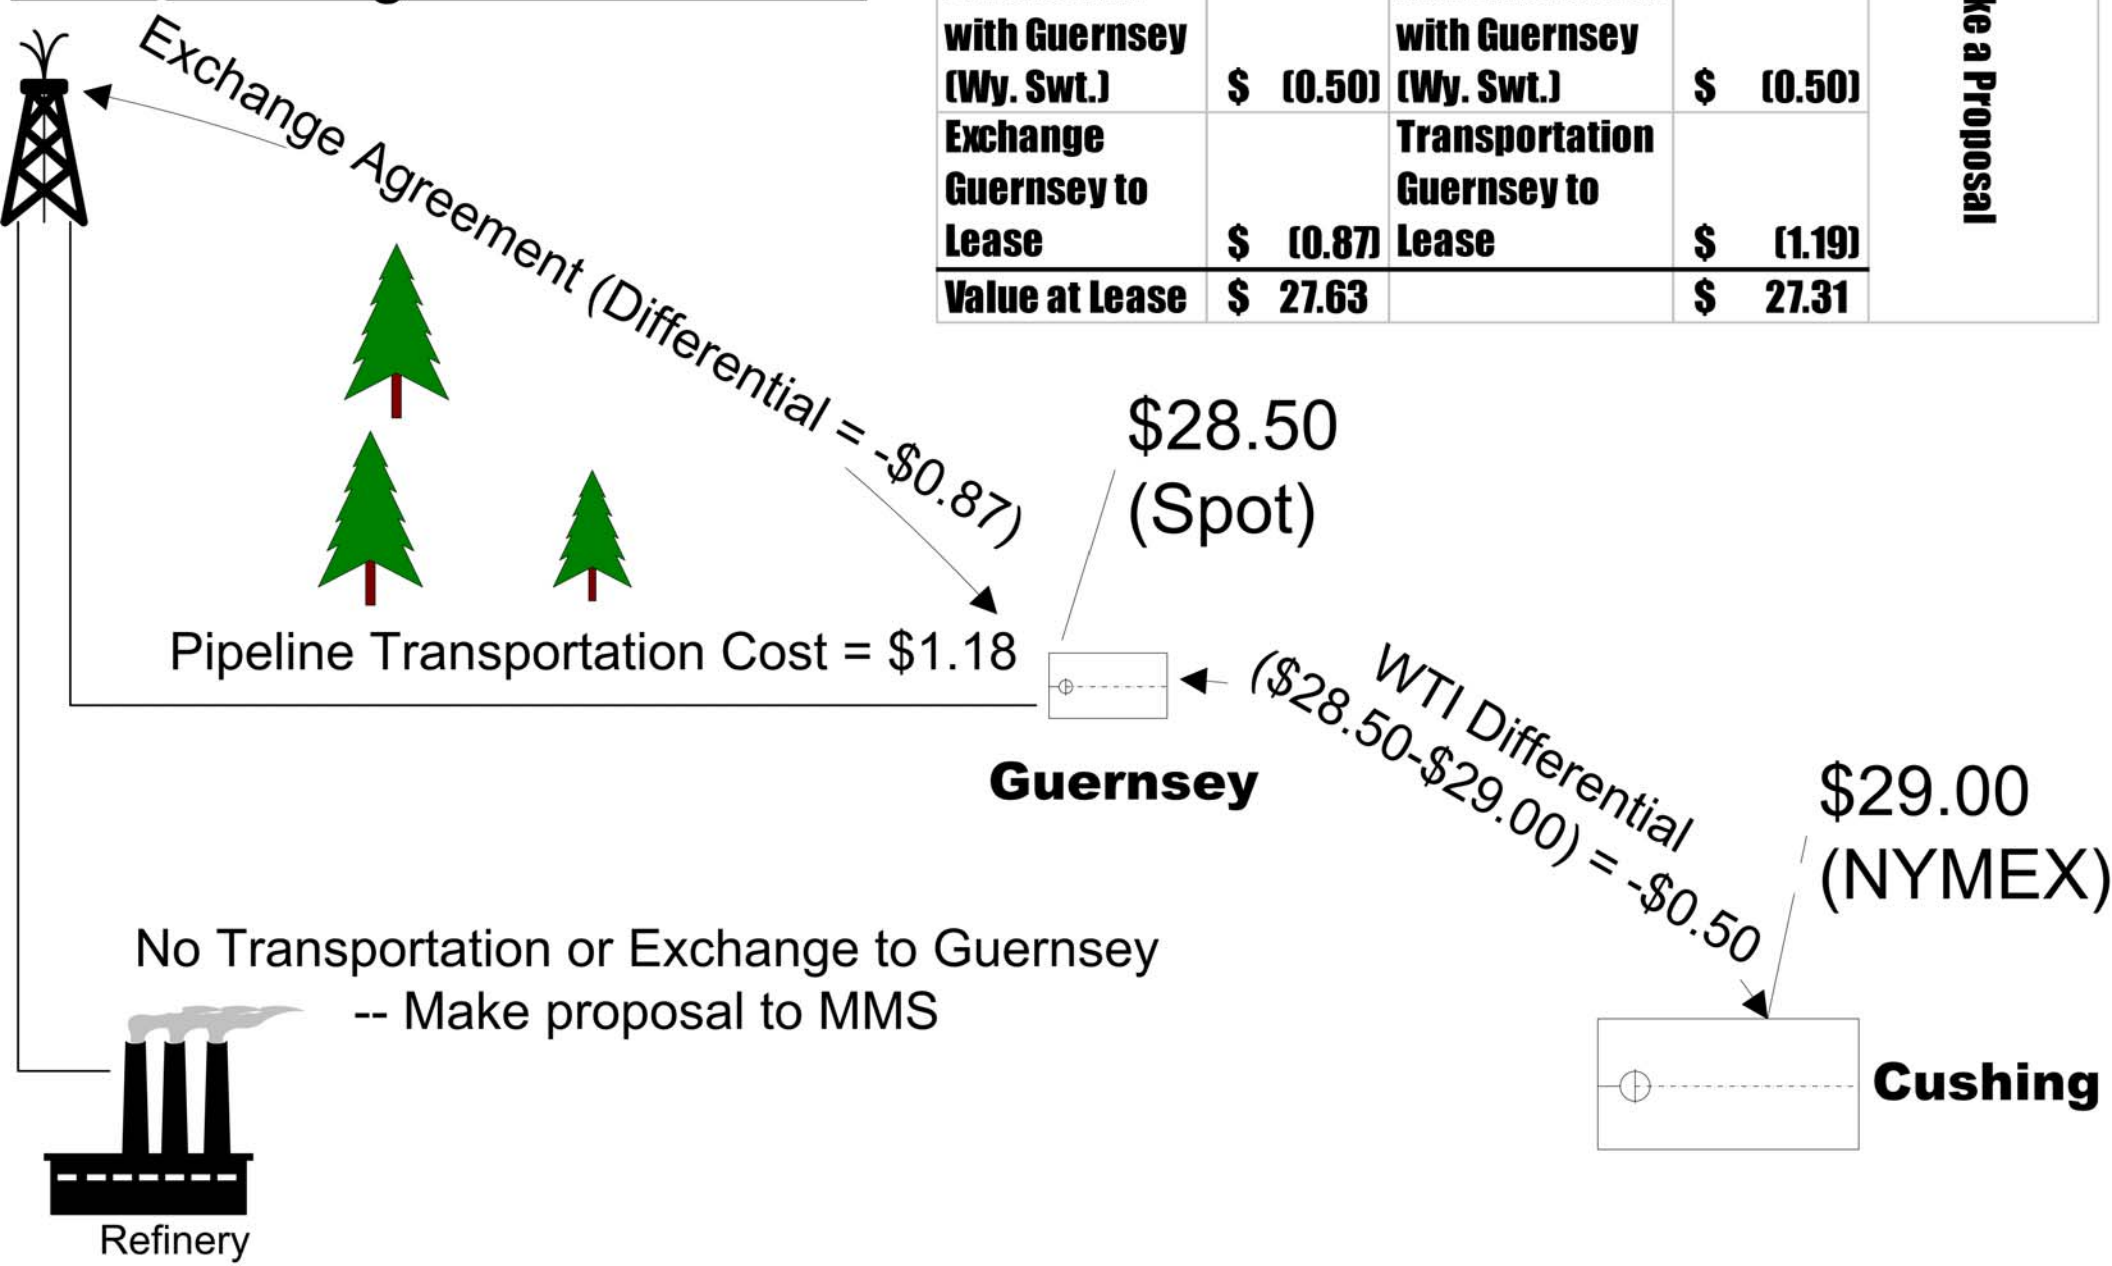 with Guernsey
(Wy. Swt.) $ (0.50)
with Guernsey
(Wy. Swt.) $ (0.50)
Exchange
Guernsey to
Lease $ (0.87)
Transportation
Guernsey to
Lease $ (1.19)
Value at Lease $ 27.63 $ 27.31
a Proposal
Exchange Agreement (Differential = -$0.87)
$28.50
(Spot)
Pipeline Transportation Cost = $1.18
Guernsey
WTI Differential
($28.50-$29.00) = -$0.50
$29.00
(NYMEX)
Cushing
No Transportation or Exchange to Guernsey
-- Make proposal to MMS
Refinery